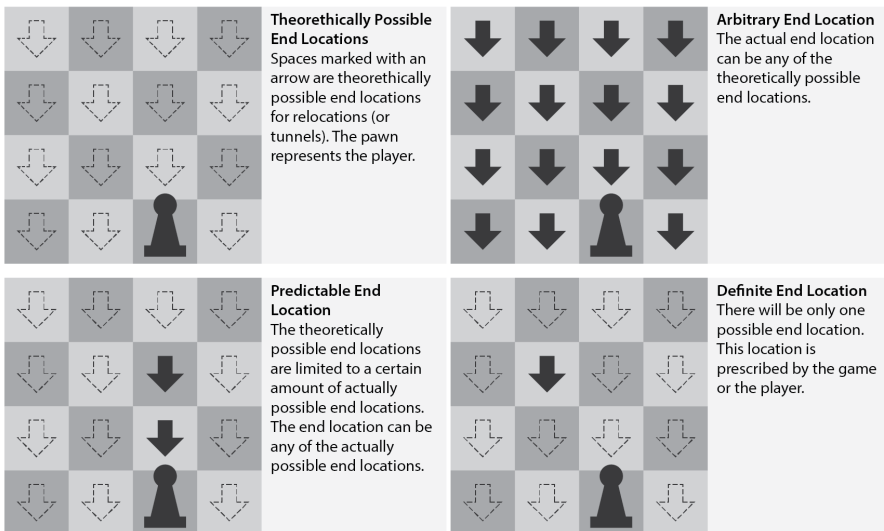 Theorethically Possible
End Locations
Spaces marked with an
arrow are theorethically
possible end locations
for relocations (or
tunnels). The pawn
represents the player.
Arbitrary End Location
The actual end location
can be any of the
theoretically possible
end locations.
Predictable End
Location
The theoretically
possible end locations
are limited to a certain
amount of actually
possible end locations.
The end location can be
any of the actually
possible end locations.
Definite End Location
There will be only one
possible end location.
This location is
prescribed by the game
or the player.